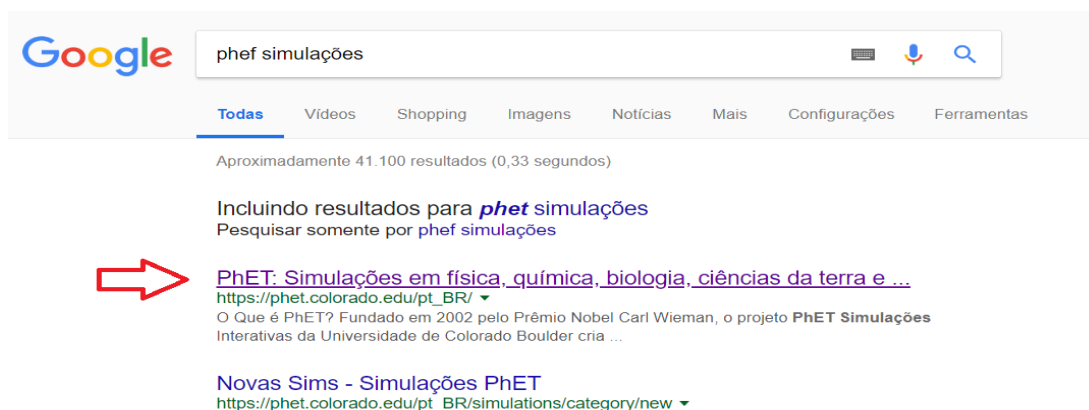 Google
phef simulações
Todas Vídeos Shopping Imagens Notícias Mais Configurações Ferramentas
Aproximadamente 41.100 resultados (0,33 segundos)
Incluindo resultados para phet simulações
Pesquisar somente por phef simulações
PhET: Simulações em física, química, biologia, ciências da terra e ...
https://phet.colorado.edu/pt_BR/
O Que é PhET? Fundado em 2002 pelo Prêmio Nobel Carl Wieman, o projeto PhET Simulações
Interativas da Universidade de Colorado Boulder cria ...
Novas Sims - Simulações PhET
https://phet.colorado.edu/pt_BR/simulations/category/new